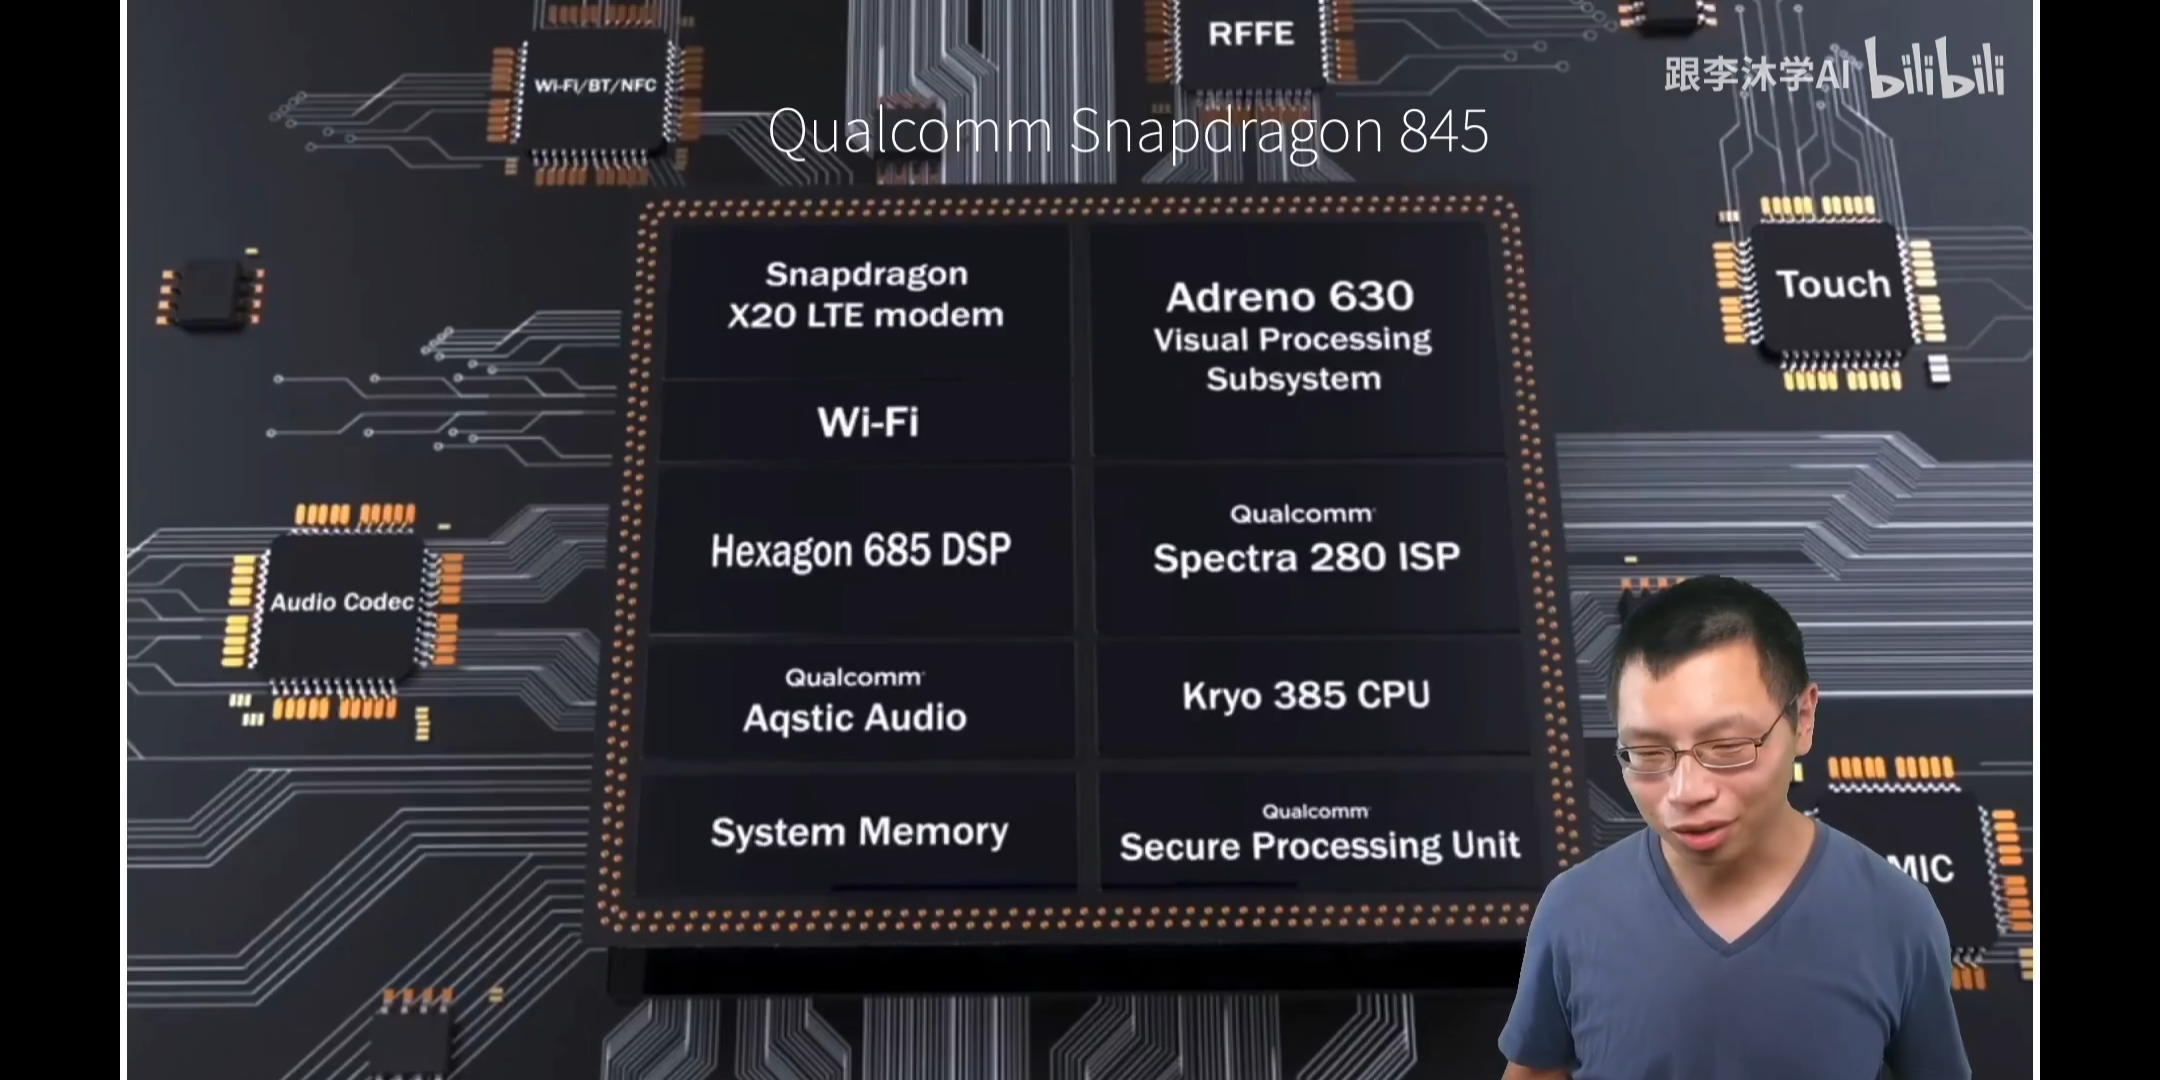 RFFE
跟李沐学AI bilibili
Wi-Fi/BT/NFC
Qualcomm Snapdragon 845
Snapdragon
X20 LTE modem
Adreno 630
Visual Processing
Subsystem
Touch
Wi-Fi
Hexagon 685 DSP
Qualcomm
Spectra 280 ISP
Audio Codec
Qualcomm
Aqstic Audio
Kryo 385 CPU
System Memory
Qualcomm
Secure Processing Unit
MIC